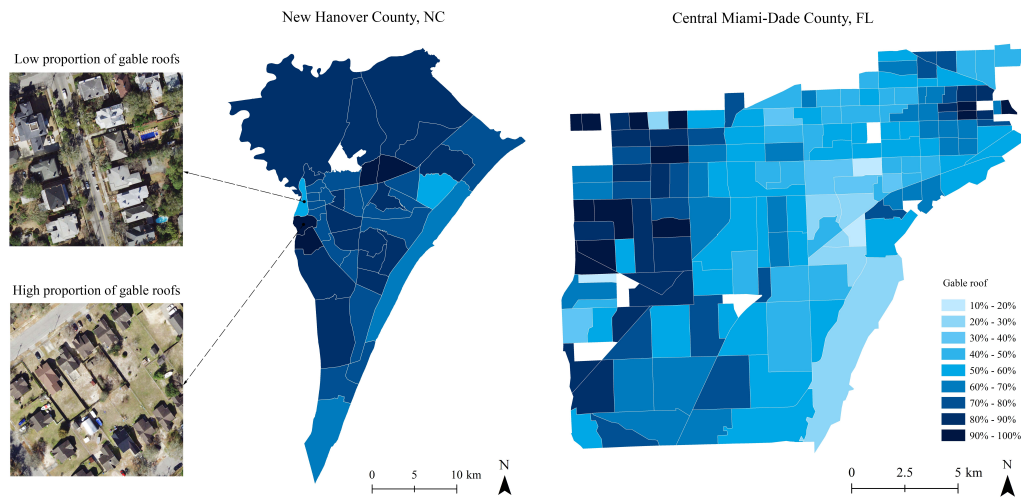 New Hanover County, NC
Central Miami-Dade County, FL
Low proportion of gable roofs
High proportion of gable roofs
Gable roof
10% - 20%
20% - 30%
30% - 40%
40% - 50%
50% - 60%
60% - 70%
70% - 80%
80% - 90%
90% - 100%
0 5 10 km
N
0 2.5 5 km
N